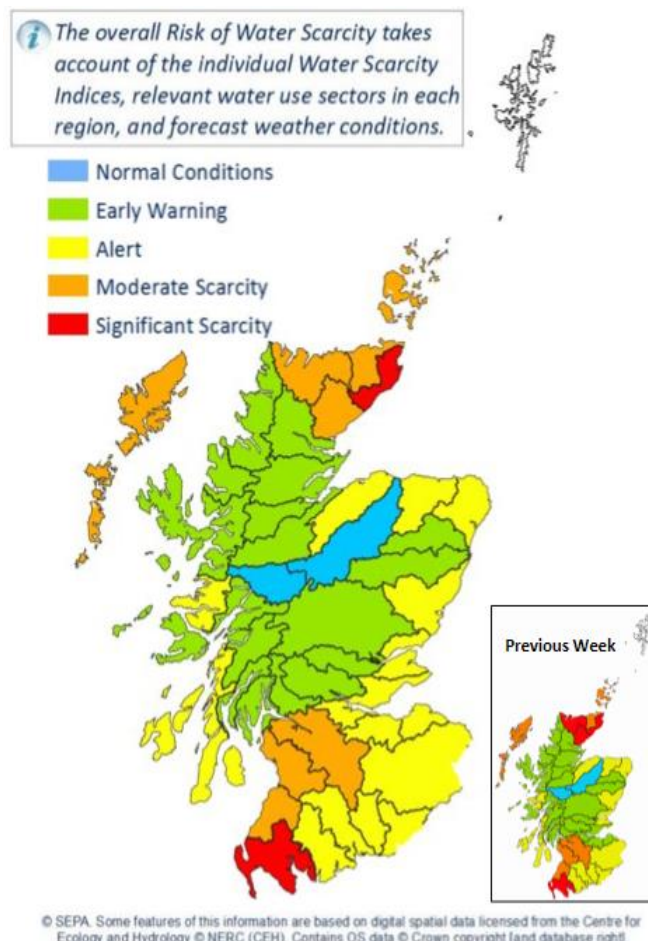 The overall Risk of Water Scarcity takes
account of the individual Water Scarcity
Indices, relevant water use sectors in each
region, and forecast weather conditions.
Normal Conditions
Early Warning
Alert
Moderate Scarcity
Significant Scarcity
Previous Week
© SEPA. Some features of this information are based on digital spatial data licensed from the Centre for
Ecology and Hydrology © NERC (CEH). Contains OS data © Crown copyright [and database right]